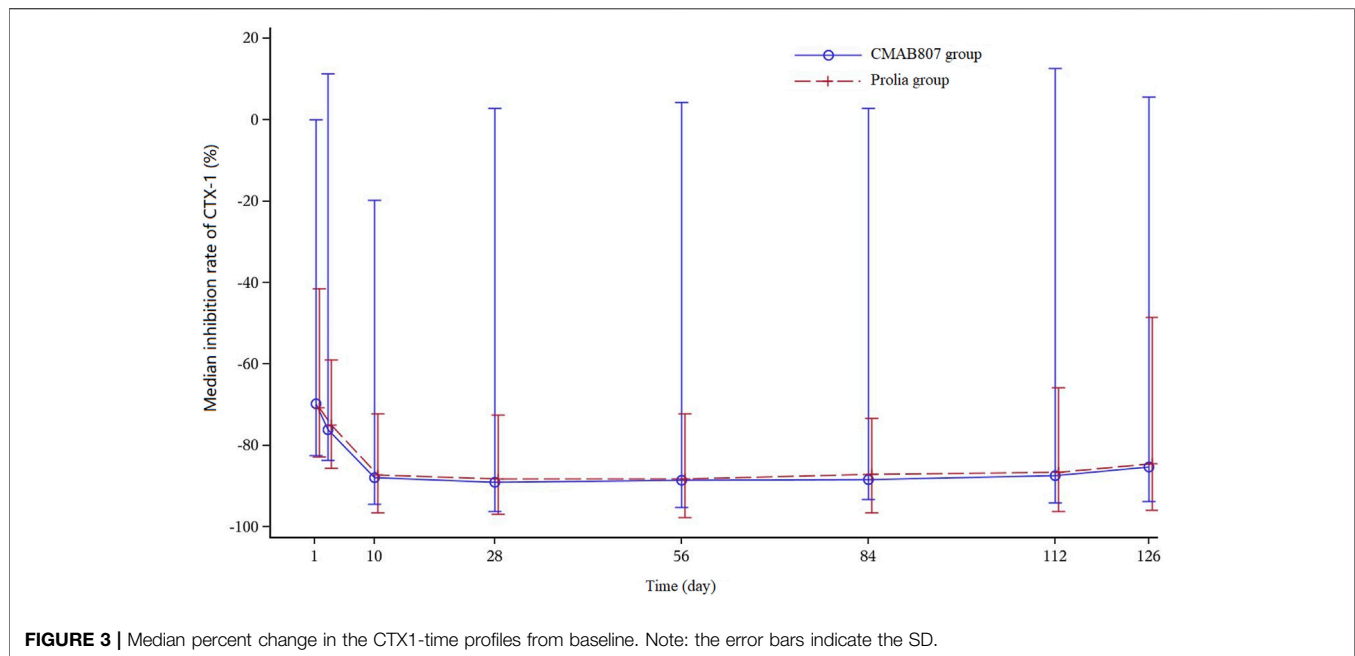 20
0
-20
-40
-60
-80
-100
Median inhibition rate of CTX-1 (%)
CMAB807 group
Prolia group
1 10 28 56 84 112 126
Time (day)
FIGURE 3 | Median percent change in the CTX1-time profiles from baseline. Note: the error bars indicate the SD.